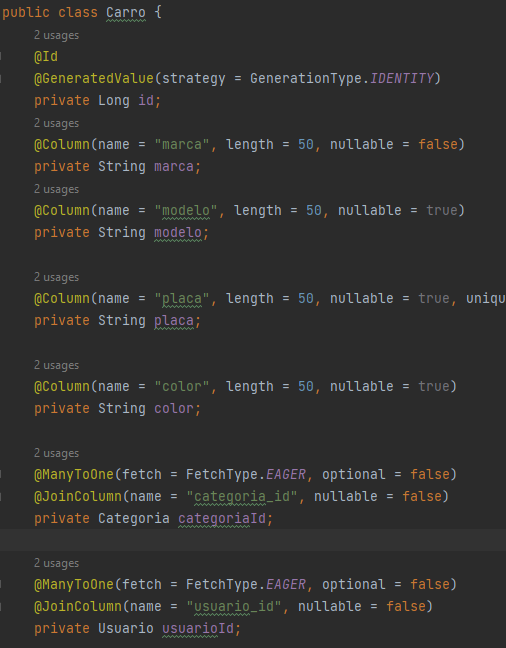 public class Carro {
2 usages
@Id
@GeneratedValue(strategy = GenerationType.IDENTITY)
private Long id;
2 usages
@Column(name = "marca", length = 50, nullable = false)
private String marca;
2 usages
@Column(name = "modelo", length = 50, nullable = true)
private String modelo;
2 usages
@Column(name = "placa", length = 50, nullable = true, uniqu
private String placa;
2 usages
@Column(name = "color", length = 50, nullable = true)
private String color;
2 usages
@ManyToOne(fetch = FetchType.EAGER, optional = false)
@JoinColumn(name = "categoria_id", nullable = false)
private Categoria categoriaId;
2 usages
@ManyToOne(fetch = FetchType.EAGER, optional = false)
@JoinColumn(name = "usuario_id", nullable = false)
private Usuario usuarioId;